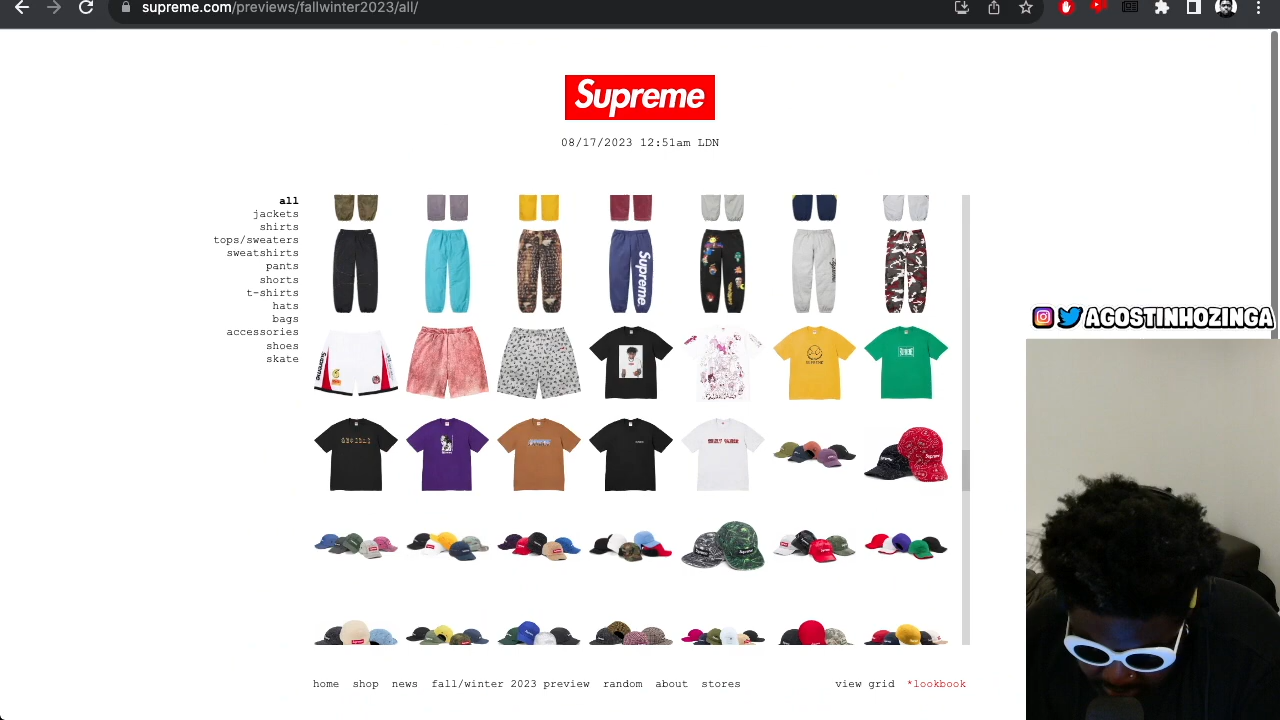 supreme.com/previews/fallwinter2023/all/
Supreme
08/17/2023 12:51am LDN
all
jackets
shirts
tops/sweaters
sweatshirts
pants
shorts
t-shirts
hats
bags
accessories
shoes
skate
Supreme
AGOSTINHOZINGA
home shop news fall/winter 2023 preview random about stores
view grid *lookbook